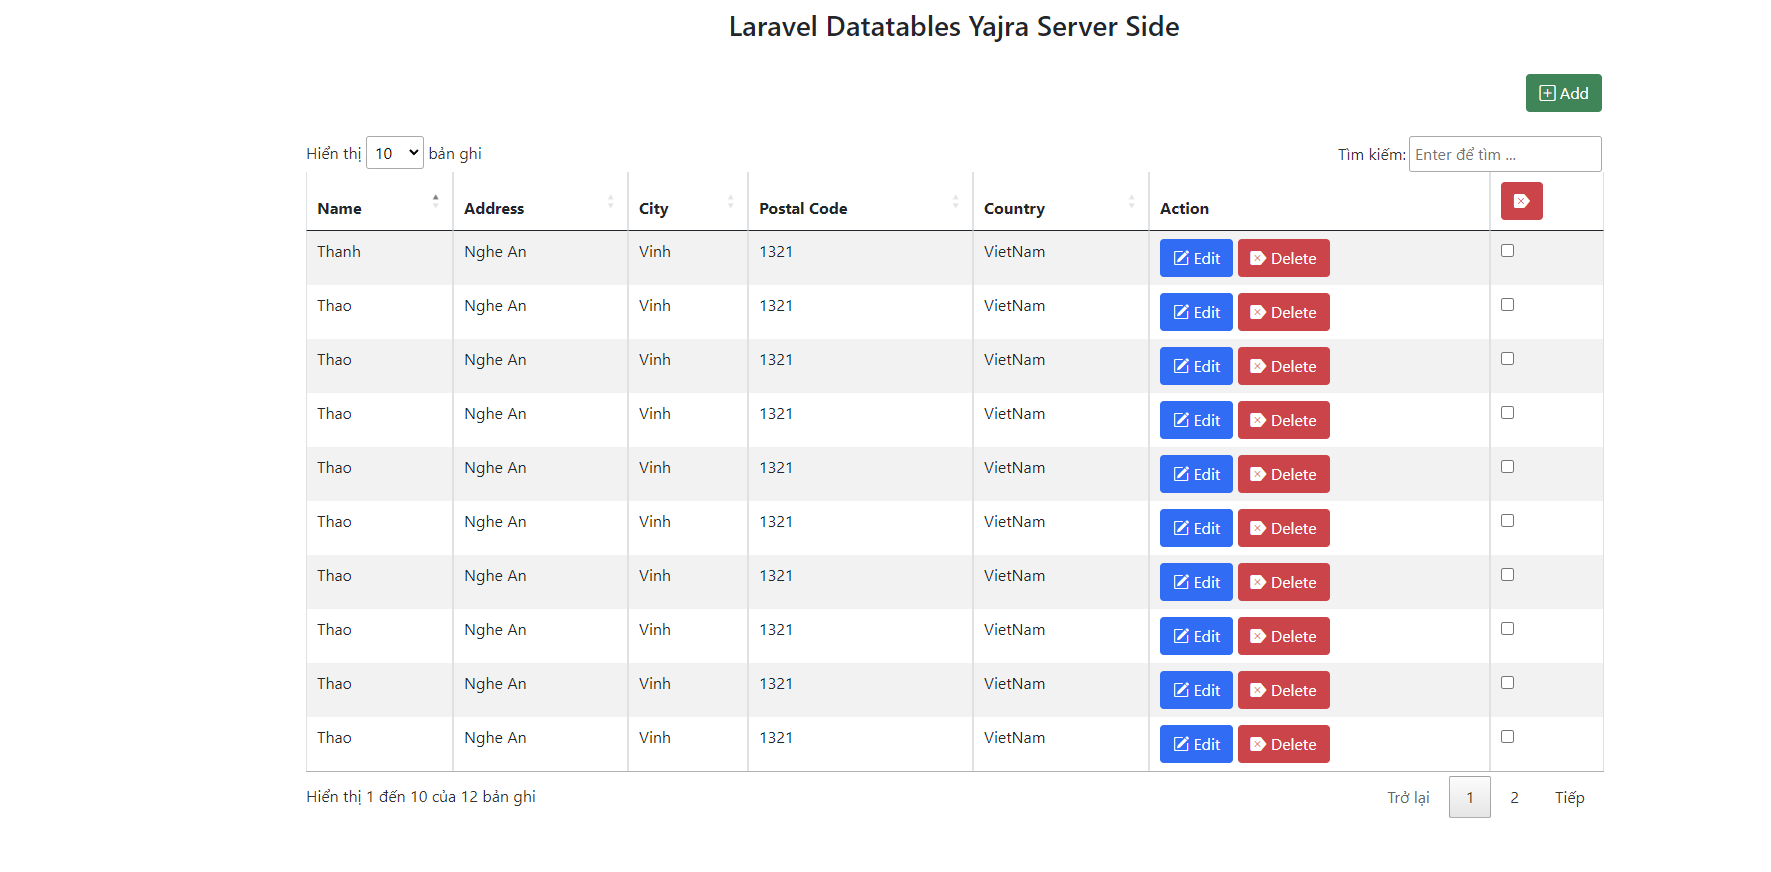 Laravel Datatables Yajra Server Side
Add
Hiển thị 10 bản ghi
Tìm kiếm: Enter để tìm ...
Name Address City Postal Code Country Action
Thanh Nghe An Vinh 1321 VietNam Edit Delete
Thao Nghe An Vinh 1321 VietNam Edit Delete
Thao Nghe An Vinh 1321 VietNam Edit Delete
Thao Nghe An Vinh 1321 VietNam Edit Delete
Thao Nghe An Vinh 1321 VietNam Edit Delete
Thao Nghe An Vinh 1321 VietNam Edit Delete
Thao Nghe An Vinh 1321 VietNam Edit Delete
Thao Nghe An Vinh 1321 VietNam Edit Delete
Thao Nghe An Vinh 1321 VietNam Edit Delete
Thao Nghe An Vinh 1321 VietNam Edit Delete
Hiển thị 1 đến 10 của 12 bản ghi
Trở lại 1 2 Tiếp